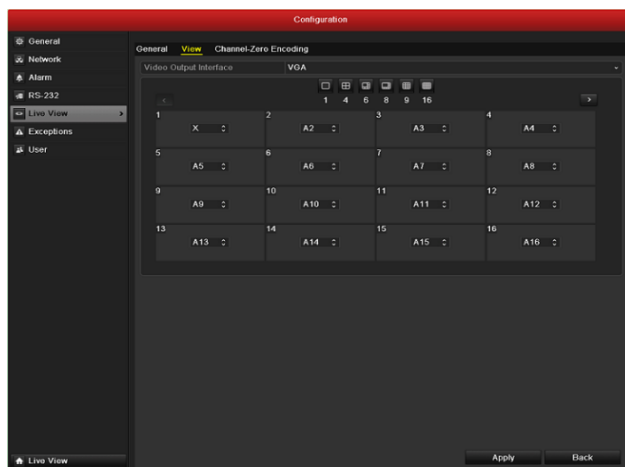 Configuration
General
Network
Alarm
RS-232
Live View
Exceptions
User
General View Channel-Zero Encoding
Video Output Interface VGA
1 4 6 8 9 16
1 2 3 4
X A2 A3 A4
5 6 7 8
A5 A6 A7 A8
9 10 11 12
A9 A10 A11 A12
13 14 15 16
A13 A14 A15 A16
Live View
Apply Back